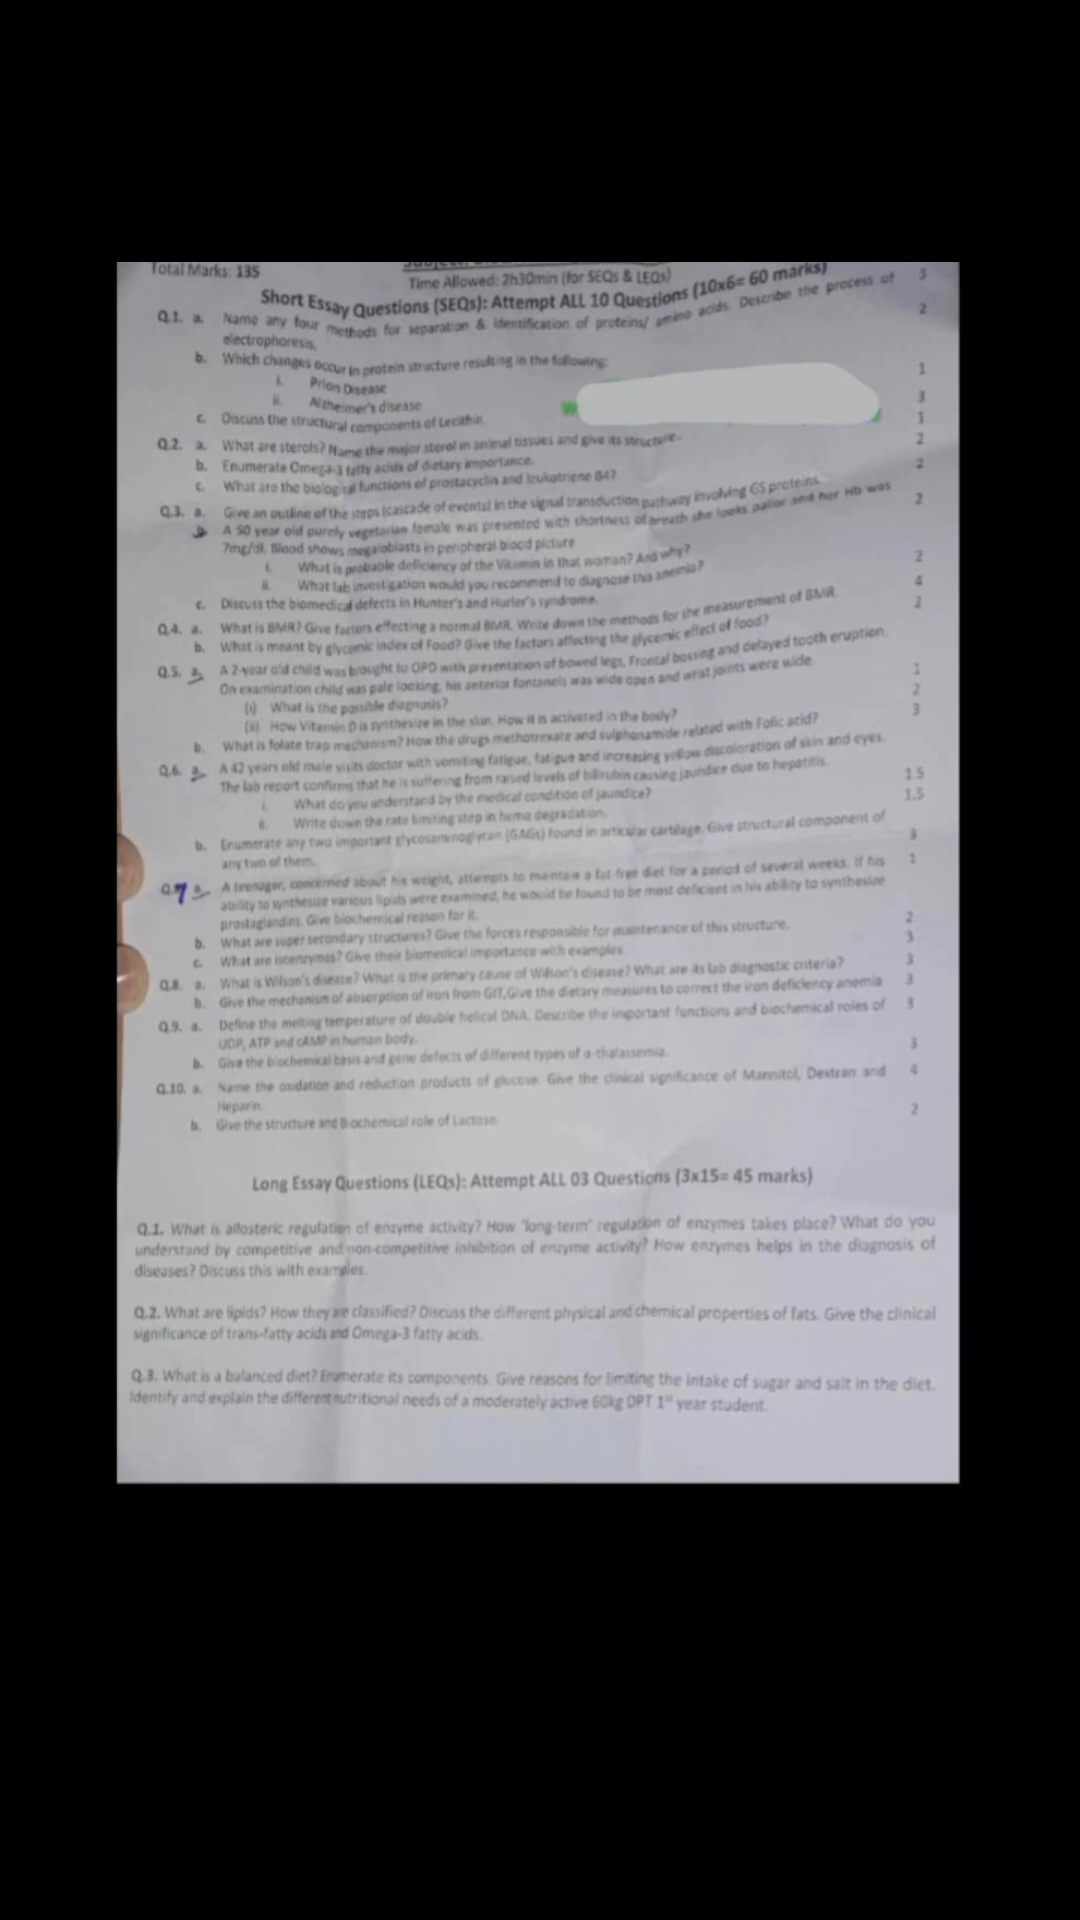 Total Marks: 135
Time Allowed: 2h30min (for SEQs & LEQs)
Short Essay Questions (SEQs): Attempt ALL 10 Questions (10x6= 60 marks)
Q.1. a. Name any four methods for separation & identification of proteins/ amino acids. Describe the process of 3
electrophoresis. 2
b. Which changes occur in protein structure resulting in the following:
i. Prion Disease 1
ii. Altheimer's disease 3
c. Discuss the structural components of Lecithin. 1
Q.2. a. What are sterols? Name the major sterol in animal tissues and give its structure. 2
b. Enumerate Omega-3 fatty acids of dietary importance. 2
c. What are the biological functions of prostacyclin and leukotriene B4?
Q.3. a. Give an outline of the steps (cascade of events) in the signal transduction pathway involving GS proteins. 2
b A 50 year old purely vegetarian female was presented with shortness of breath she looks pallor and her Hb was
7mg/dl. Blood shows megaloblasts in peripheral blood picture
i. What is probable deficiency of the Vitamin in that woman? And why? 2
ii. What lab investigation would you recommend to diagnose this anemia? 4
c. Discuss the biomedical defects in Hunter's and Hurler's syndrome. 2
Q.4. a. What is BMR? Give factors effecting a normal BMR. Write down the methods for the measurement of BMR.
b. What is meant by glycemic index of Food? Give the factors affecting the glycemic effect of food?
Q.5. a. A 2-year old child was brought to OPD with presentation of bowed legs, Frontal bossing and delayed tooth eruption.
On examination child was pale looking, his anterior fontanels was wide open and wrist joints were wide. 1
(i) What is the possible diagnosis? 2
(ii) How Vitamin D is synthesize in the skin. How it is activated in the body? 3
b. What is folate trap mechanism? How the drugs methotrexate and sulphonamide related with Folic acid?
Q.6. a. A 42 years old male visits doctor with vomiting fatigue, fatigue and increasing yellow discoloration of skin and eyes.
The lab report confirms that he is suffering from raised levels of bilirubin causing jaundice due to hepatitis. 1.5
i. What do you understand by the medical condition of jaundice? 1.5
ii. Write down the rate limiting step in heme degradation.
b. Enumerate any two important glycosaminoglycan (GAGs) found in articular cartilage. Give structural component of 3
any two of them.
Q.7 a. A teenager, concerned about his weight, attempts to maintain a fat-free diet for a period of several weeks. If his 1
ability to synthesize various lipids were examined, he would be found to be most deficient in his ability to synthesize
prostaglandins. Give biochemical reason for it.
b. What are super secondary structures? Give the forces responsible for maintenance of this structure. 2
c. What are isoenzymes? Give their biomedical importance with examples. 3
Q.8. a. What is Wilson's disease? What is the primary cause of Wilson's disease? What are its lab diagnostic criteria? 3
b. Give the mechanism of absorption of iron from GIT,Give the dietary measures to correct the iron deficiency anemia 3
Q.9. a. Define the melting temperature of double helical DNA. Describe the important functions and biochemical roles of 3
UDP, ATP and cAMP in human body.
b. Give the biochemical basis and gene defects of different types of α-thalassemia. 3
Q.10. a. Name the oxidation and reduction products of glucose. Give the clinical significance of Mannitol, Dextran and 4
Heparin.
b. Give the structure and Biochemical role of Lactose. 2
Long Essay Questions (LEQs): Attempt ALL 03 Questions (3x15= 45 marks)
Q.1. What is allosteric regulation of enzyme activity? How 'long-term' regulation of enzymes takes place? What do you
understand by competitive and non-competitive inhibition of enzyme activity? How enzymes helps in the diagnosis of
diseases? Discuss this with examples.
Q.2. What are lipids? How they are classified? Discuss the different physical and chemical properties of fats. Give the clinical
significance of trans-fatty acids and Omega-3 fatty acids.
Q.3. What is a balanced diet? Enumerate its components. Give reasons for limiting the intake of sugar and salt in the diet.
Identify and explain the different nutritional needs of a moderately active 60kg DPT 1st year student.